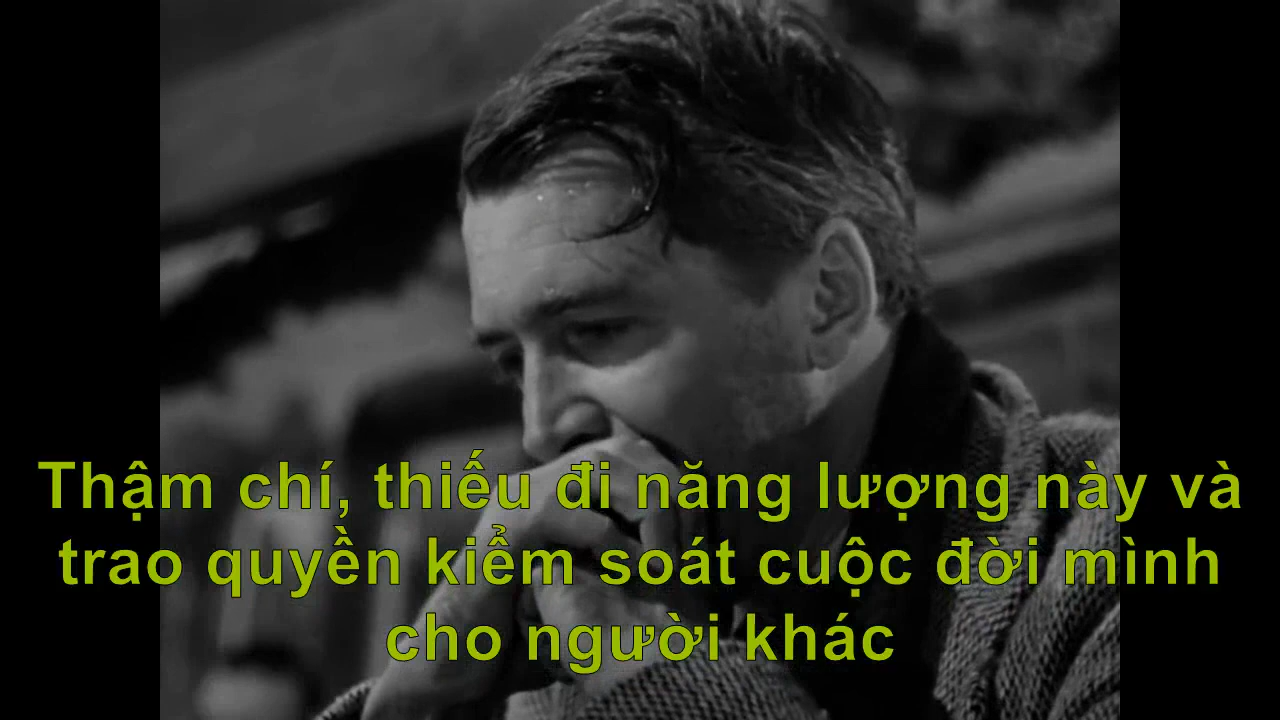 Thậm chí, thiếu đi năng lượng này và
trao quyền kiểm soát cuộc đời mình
cho người khác